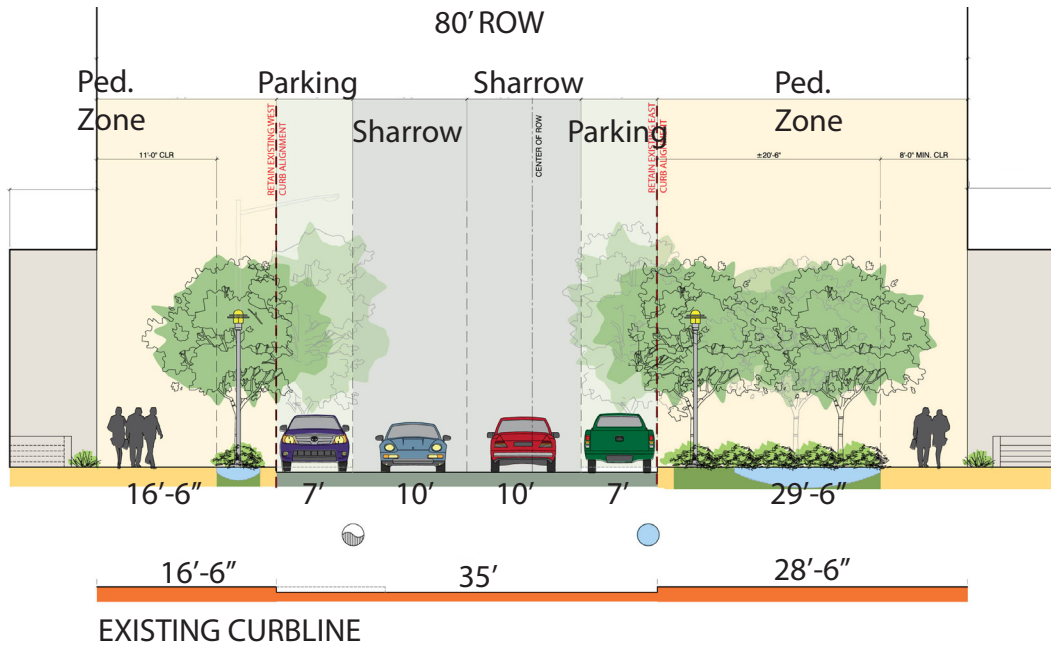 80’ ROW
Ped.
Zone
Parking
Sharrow
Sharrow
Parking
Ped.
Zone
11'-0" CLR
RETAIN EXISTING WEST
CURB ALIGNMENT
CENTER OF ROW
RETAIN EXISTING EAST
CURB ALIGNMENT
±20'-6"
8'-0" MIN. CLR
16’-6”
7’
10’
10’
7’
29’-6”
16’-6”
35’
28’-6”
EXISTING CURBLINE